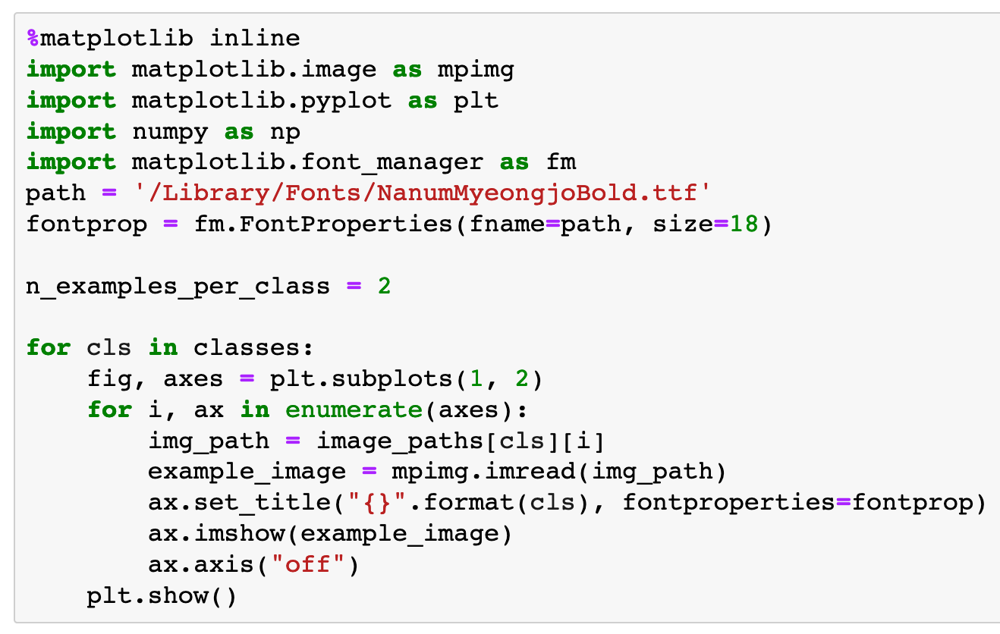 %matplotlib inline
import matplotlib.image as mpimg
import matplotlib.pyplot as plt
import numpy as np
import matplotlib.font_manager as fm
path = '/Library/Fonts/NanumMyeongjoBold.ttf'
fontprop = fm.FontProperties(fname=path, size=18)

n_examples_per_class = 2

for cls in classes:
    fig, axes = plt.subplots(1, 2)
    for i, ax in enumerate(axes):
        img_path = image_paths[cls][i]
        example_image = mpimg.imread(img_path)
        ax.set_title("{}".format(cls), fontproperties=fontprop)
        ax.imshow(example_image)
        ax.axis("off")
    plt.show()